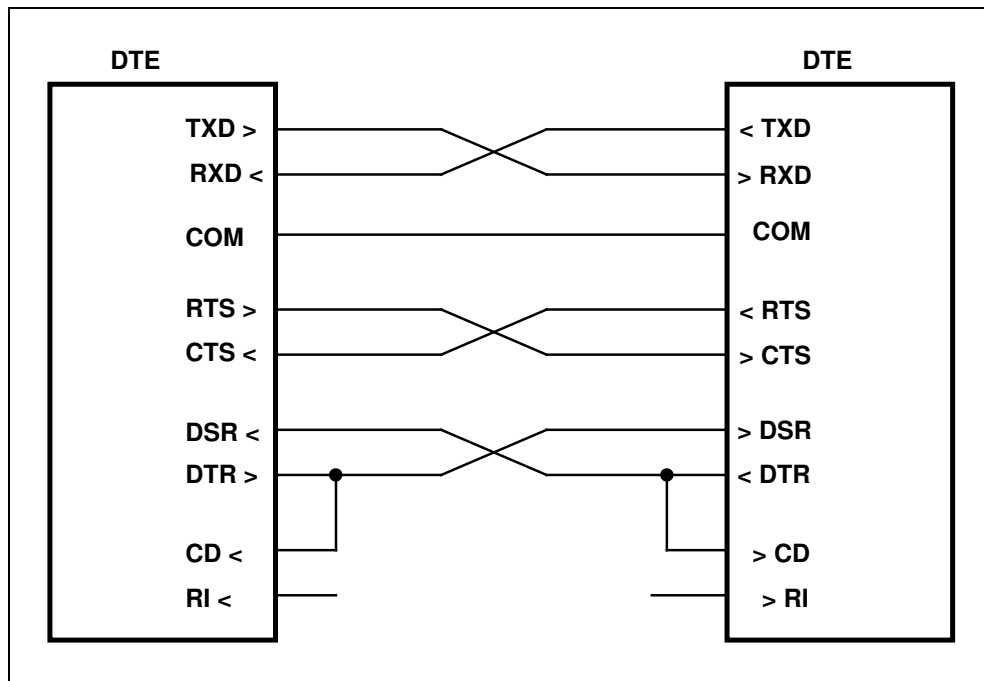 DTE DTE
TXD > < TXD
RXD < > RXD
COM COM
RTS > < RTS
CTS < > CTS
DSR < > DSR
DTR > < DTR
CD < > CD
RI < > RI